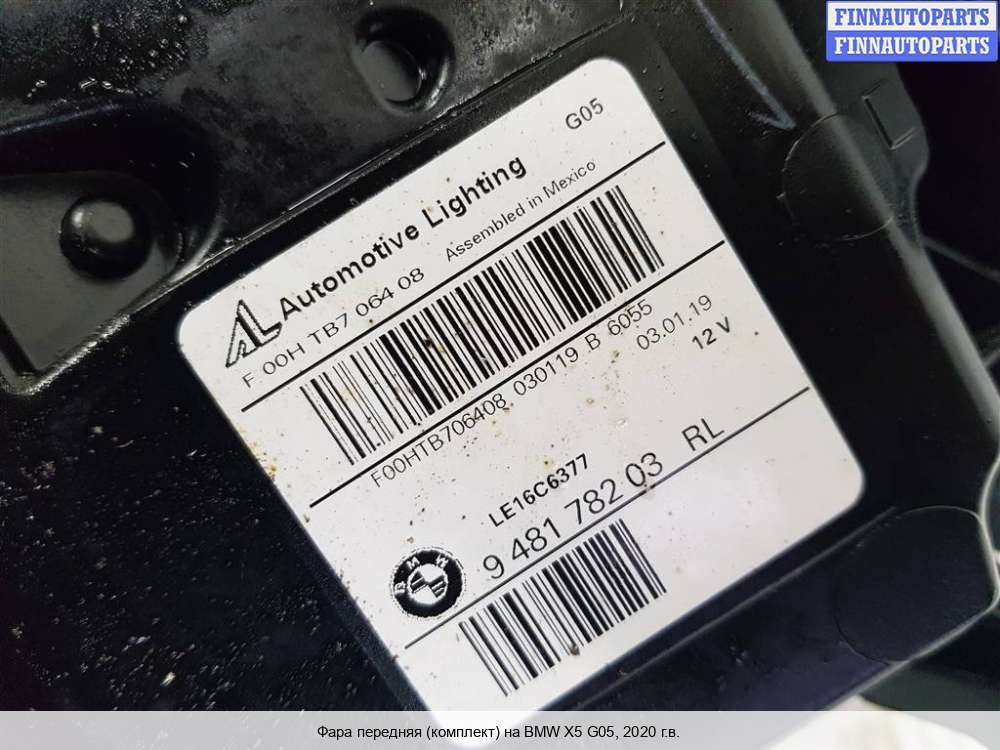 FINNAUTOPARTS
FINNAUTOPARTS
L
G05
AL Automotive Lighting
F 00H TB7 064 08 Assembled in Mexico
F00HTB706408 030119 B 6055
03.01.19
12 V
LE16C6377
9 481 782 03 RL
BMW
Фара передняя (комплект) на BMW X5 G05, 2020 г.в.